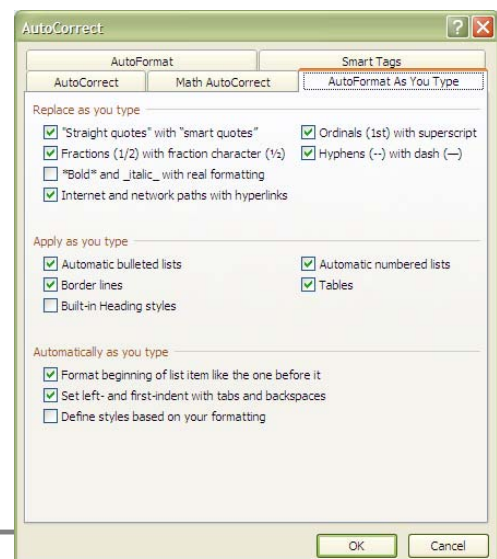 AutoCorrect
AutoFormat Smart Tags
AutoCorrect Math AutoCorrect AutoFormat As You Type
Replace as you type
"Straight quotes" with “smart quotes” Ordinals (1st) with superscript
Fractions (1/2) with fraction character (½) Hyphens (--) with dash (—)
*Bold* and _italic_ with real formatting
Internet and network paths with hyperlinks
Apply as you type
Automatic bulleted lists Automatic numbered lists
Border lines Tables
Built-in Heading styles
Automatically as you type
Format beginning of list item like the one before it
Set left- and first-indent with tabs and backspaces
Define styles based on your formatting
OK Cancel